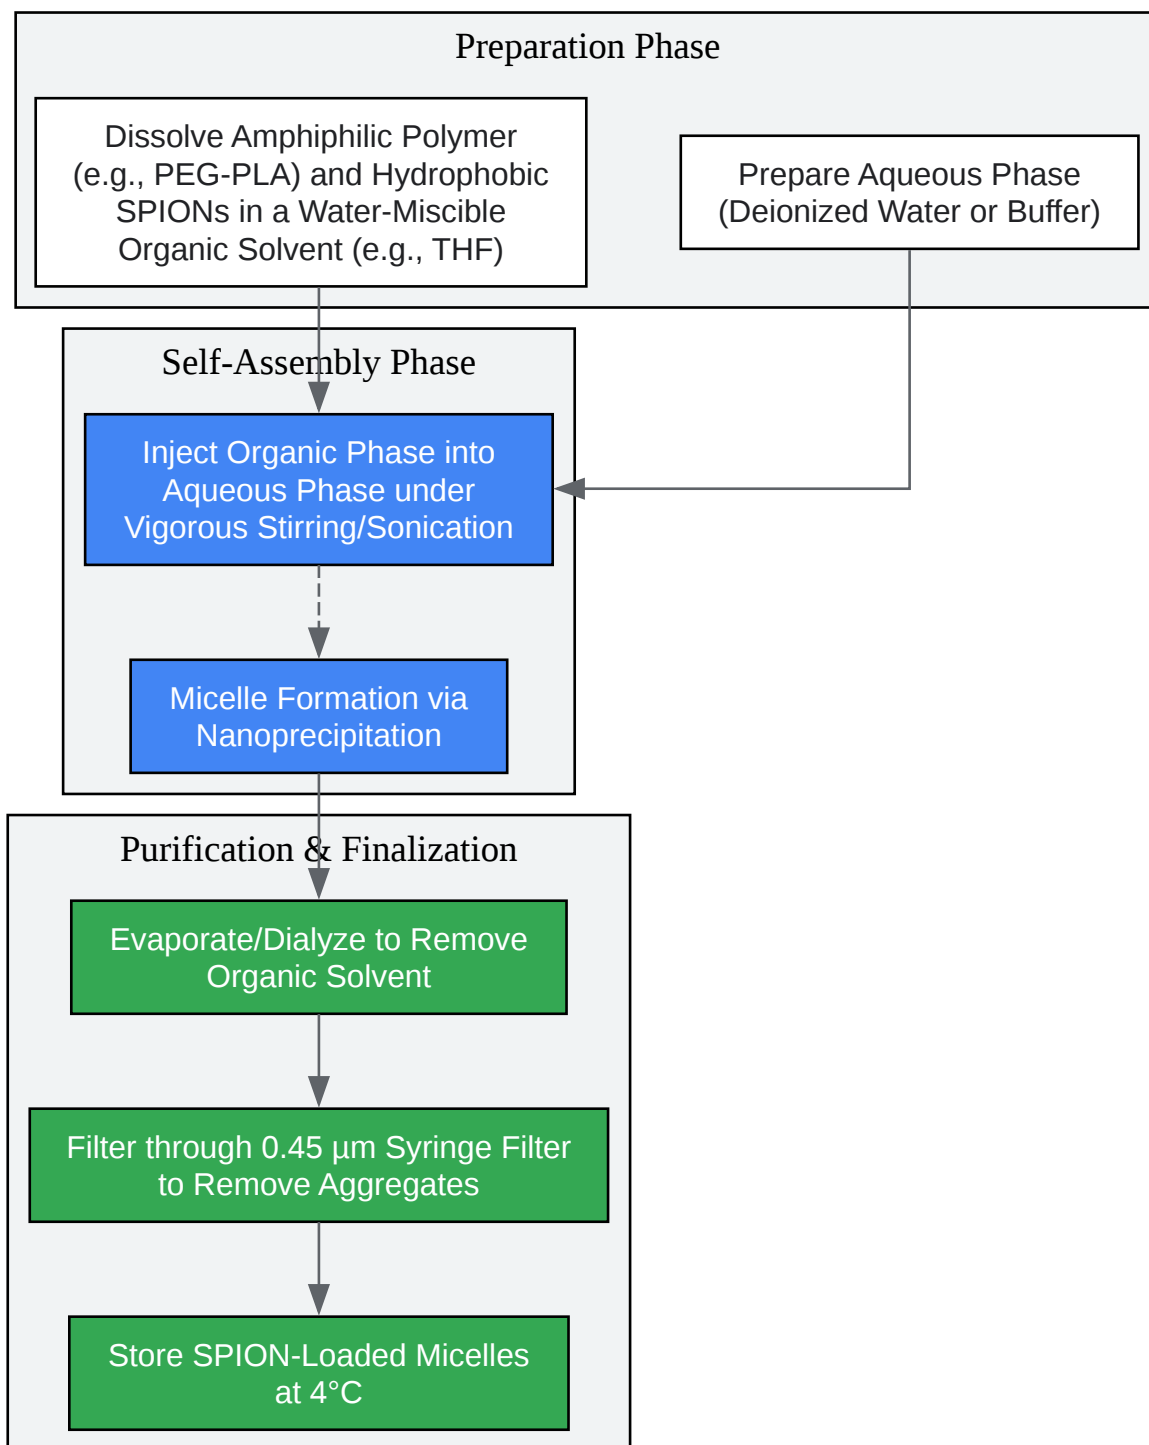 Preparation Phase
Dissolve Amphiphilic Polymer
(e.g., PEG-PLA) and Hydrophobic
SPIONs in a Water-Miscible
Organic Solvent (e.g., THF)
Prepare Aqueous Phase
(Deionized Water or Buffer)
Self-Assembly Phase
Inject Organic Phase into
Aqueous Phase under
Vigorous Stirring/Sonication
Micelle Formation via
Nanoprecipitation
Purification & Finalization
Evaporate/Dialyze to Remove
Organic Solvent
Filter through 0.45 µm Syringe Filter
to Remove Aggregates
Store SPION-Loaded Micelles
at 4°C